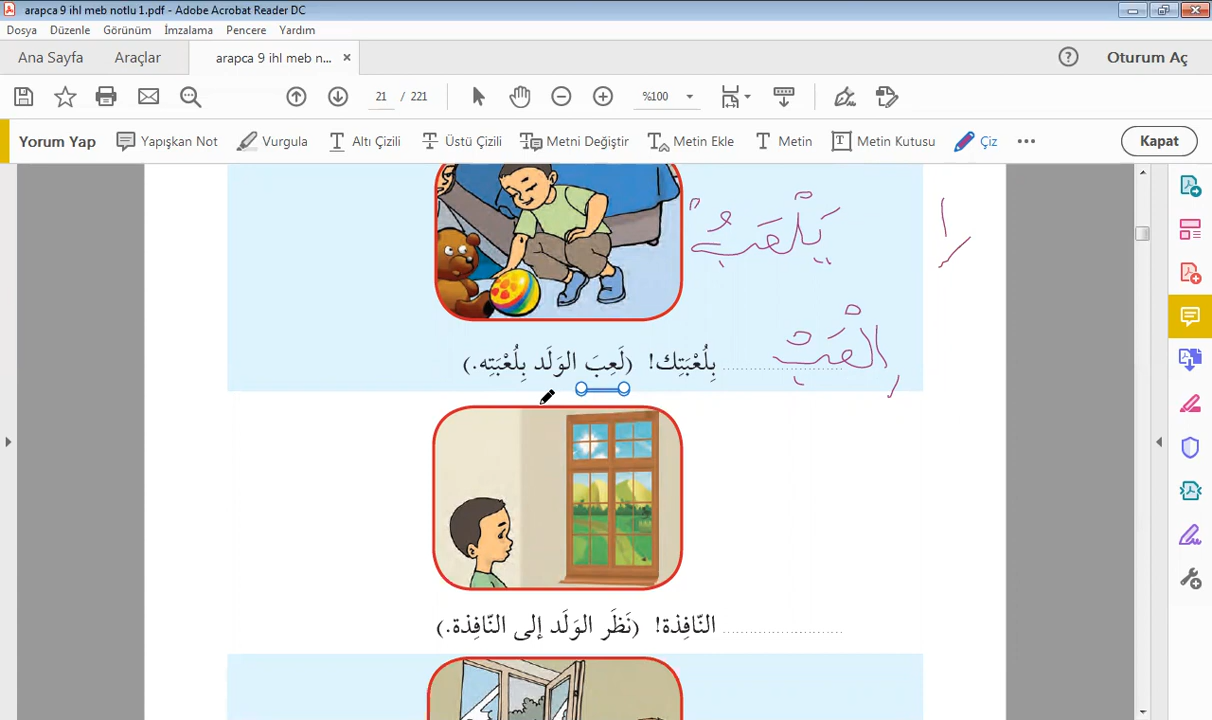 arapca 9 ihl meb notlu 1.pdf - Adobe Acrobat Reader DC
Dosya Düzenle Görünüm İmzalama Pencere Yardım
Ana Sayfa Araçlar arapca 9 ihl meb n... Oturum Aç
21 / 221 %100
Yorum Yap Yapışkan Not Vurgula Altı Çizili Üstü Çizili Metni Değiştir Metin Ekle Metin Metin Kutusu Çiz Kapat
يَلْعَبُ
اِلْعَبْ
.................... بِلُعْبَتِك! (لَعِبَ الوَلَد بِلُعْبَتِه.)
.................... النّافِذة! (نَظَر الوَلَد إلى النّافِذة.)